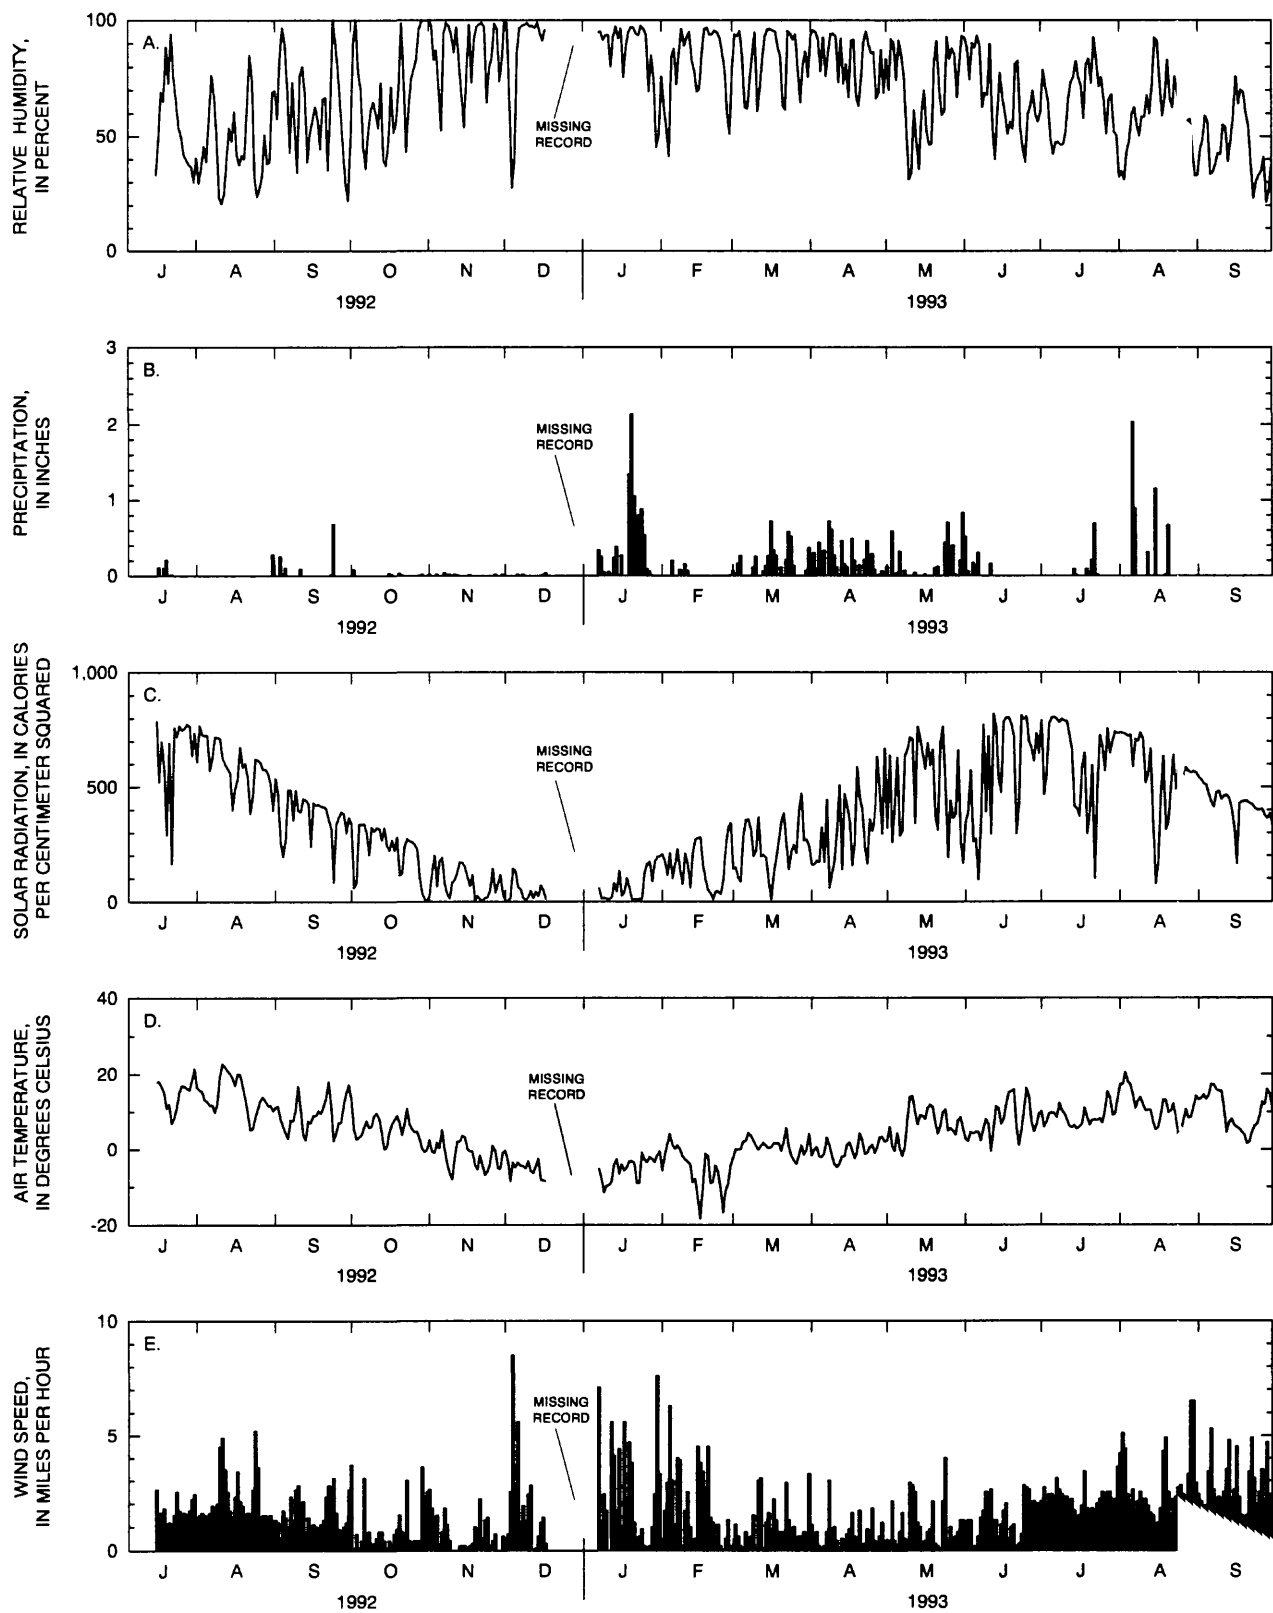 RELATIVE HUMIDITY,
IN PERCENT
100
50
0
A.
MISSING
RECORD
J A S O N D J F M A M J J A S
1992 1993
PRECIPITATION,
IN INCHES
3
2
1
0
B.
MISSING
RECORD
J A S O N D J F M A M J J A S
1992 1993
SOLAR RADIATION, IN CALORIES
PER CENTIMETER SQUARED
1,000
500
0
C.
MISSING
RECORD
J A S O N D J F M A M J J A S
1992 1993
AIR TEMPERATURE,
IN DEGREES CELSIUS
40
20
0
-20
D.
MISSING
RECORD
J A S O N D J F M A M J J A S
1992 1993
WIND SPEED,
IN MILES PER HOUR
10
5
0
E.
MISSING
RECORD
J A S O N D J F M A M J J A S
1992 1993